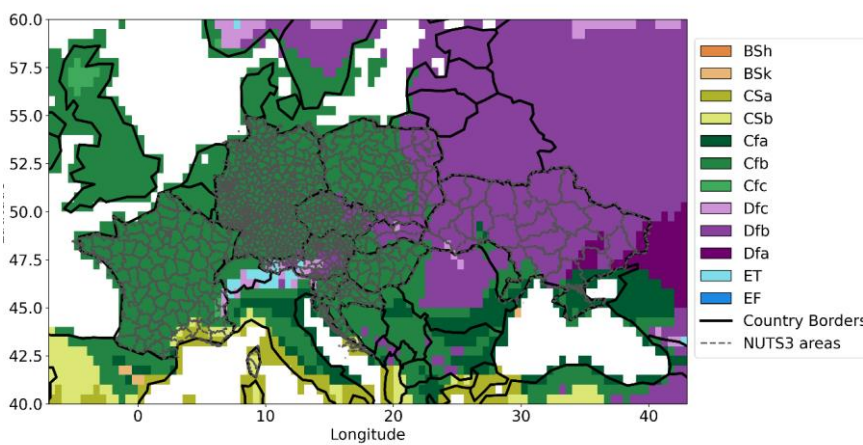 60.0
57.5
55.0
52.5
50.0
47.5
45.0
42.5
40.0
0
10
20
30
40
Longitude
BSh
BSk
CSa
CSb
Cfa
Cfb
Cfc
Dfc
Dfb
Dfa
ET
EF
Country Borders
NUTS3 areas